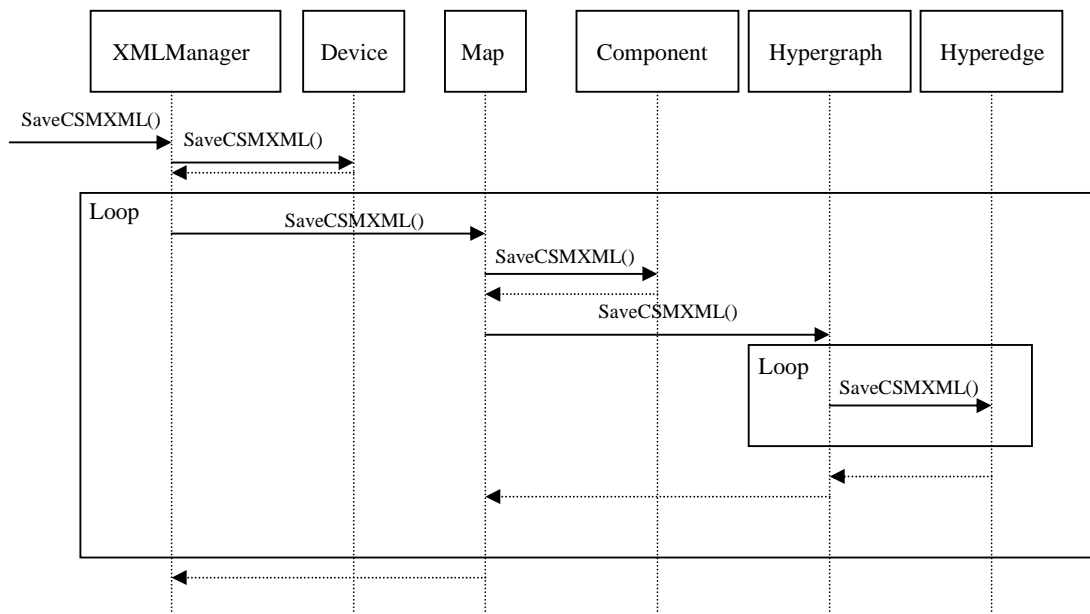 XMLManager
Device
Map
Component
Hypergraph
Hyperedge
SaveCSMXML()
SaveCSMXML()
Loop
SaveCSMXML()
SaveCSMXML()
SaveCSMXML()
Loop
SaveCSMXML()